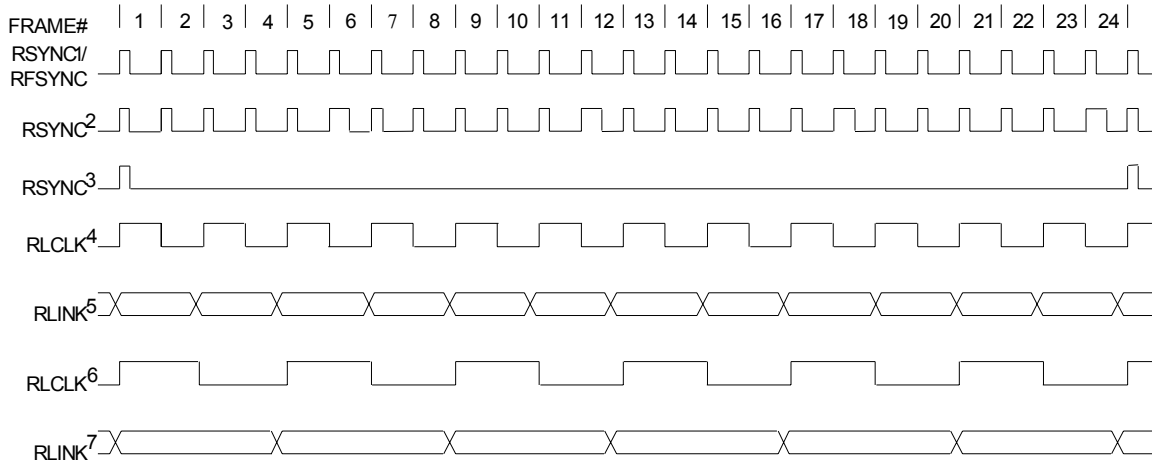 FRAME# 1 2 3 4 5 6 7 8 9 10 11 12 13 14 15 16 17 18 19 20 21 22 23 24
RSYNC1/
RFSYNC
RSYNC2
RSYNC3
RLCLK4
RLINK5
RLCLK6
RLINK7